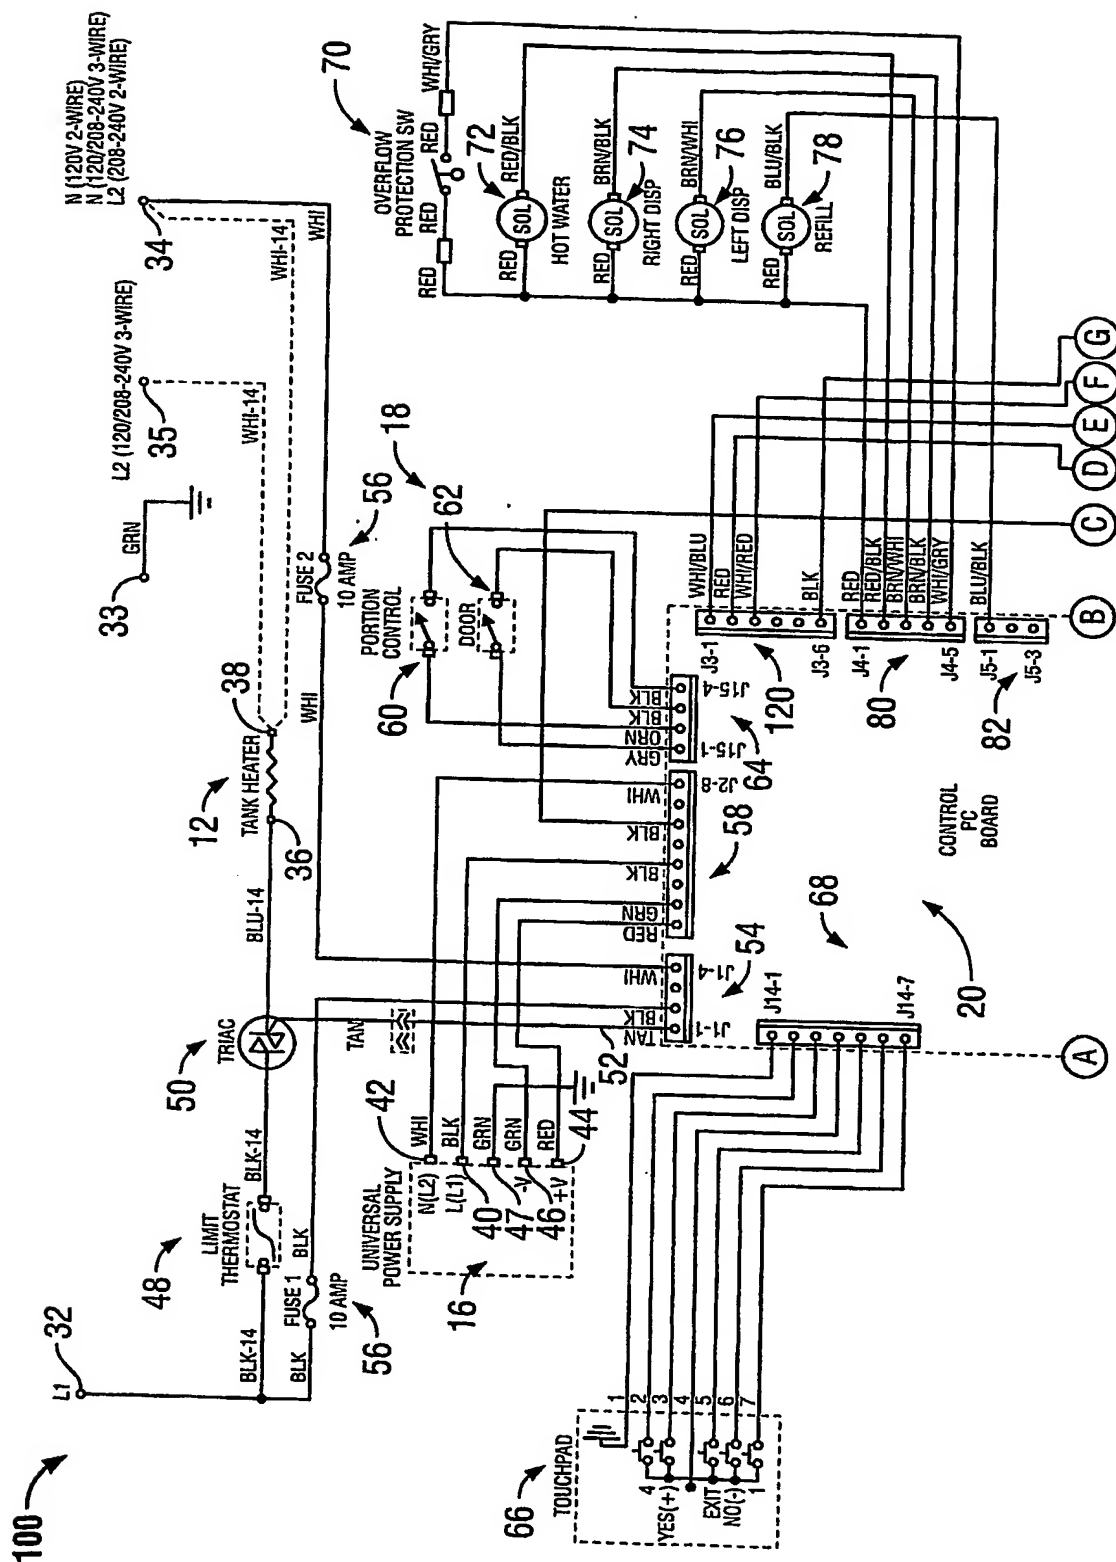 100
L1
32
48
LIMIT
THERMOSTAT
BLK-14
BLK-14
50
TRIAC
BLU-14
12
TANK HEATER
36
38
33
GRN
L2 (120/208-240V 3-WIRE)
35
WHI-14
N (120V 2-WIRE)
N (120/208-240V 3-WIRE)
L2 (208-240V 2-WIRE)
34
WHI-14
WHI
BLK
FUSE 1
10 AMP
56
BLK
WHI
FUSE 2
10 AMP
56
TAN
52
UNIVERSAL
POWER SUPPLY
16
N(L2)
L(L1)
-V
+V
42
40
47
46
44
WHI
BLK
GRN
GRN
RED
PORTION
CONTROL
60
DOOR
62
18
70
OVERFLOW
PROTECTION SW
RED
RED
RED
WHI/GRY
72
RED
SOL
RED/BLK
HOT WATER
74
RED
SOL
BRN/BLK
RIGHT DISP
76
RED
SOL
BRN/WHI
LEFT DISP
78
RED
SOL
BLU/BLK
REFILL
TAN
BLK
WHI
J1-1
J1-4
54
RED
GRN
BLK
BLK
WHI
J2-8
58
GRY
ORN
BLK
BLK
J15-1
J15-4
64
WHI/BLU
RED
WHI/RED
BLK
J3-1
J3-6
120
RED
RED/BLK
BRN/WHI
BRN/BLK
WHI/GRY
J4-1
J4-5
80
BLU/BLK
J5-1
J5-3
82
CONTROL
PC
BOARD
20
68
J14-1
J14-7
66
TOUCHPAD
4
YES(+)
EXIT
NO(-)
1
1
2
3
4
5
6
7
A
B
C
D
E
F
G